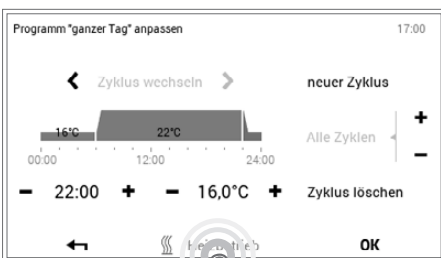 Programm "ganzer Tag" anpassen 17:00
Zyklus wechseln neuer Zyklus
16°C 22°C
Alle Zyklen
00:00 12:00 24:00
22:00 16,0°C Zyklus löschen
Heizbetrieb OK